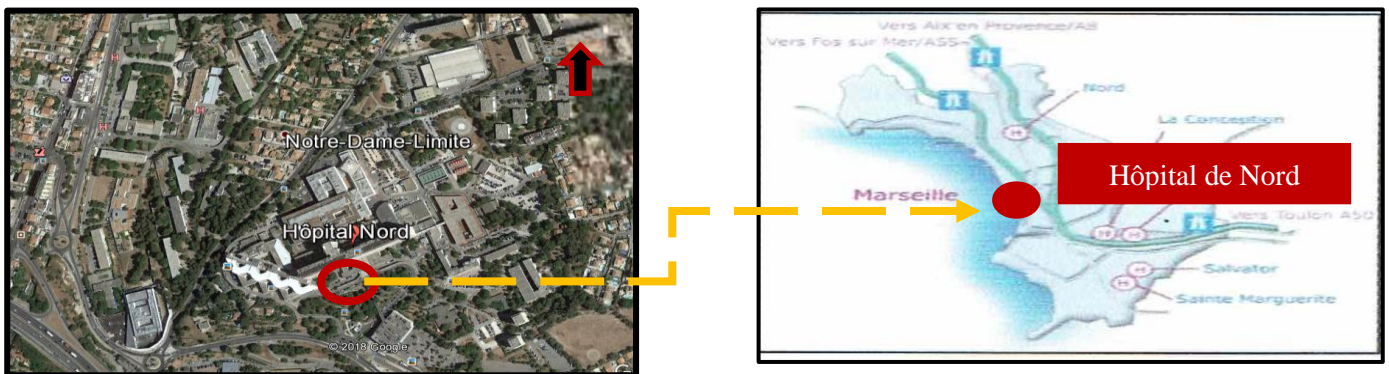 Notre-Dame-Limite
Hôpital Nord
© 2018 Google
Vers Aix en Provence/A8
Vers Fos sur Mer/A55
Nord
La Conception
Hôpital de Nord
Marseille
Vers Toulon A50
Salvator
Sainte Marguerite